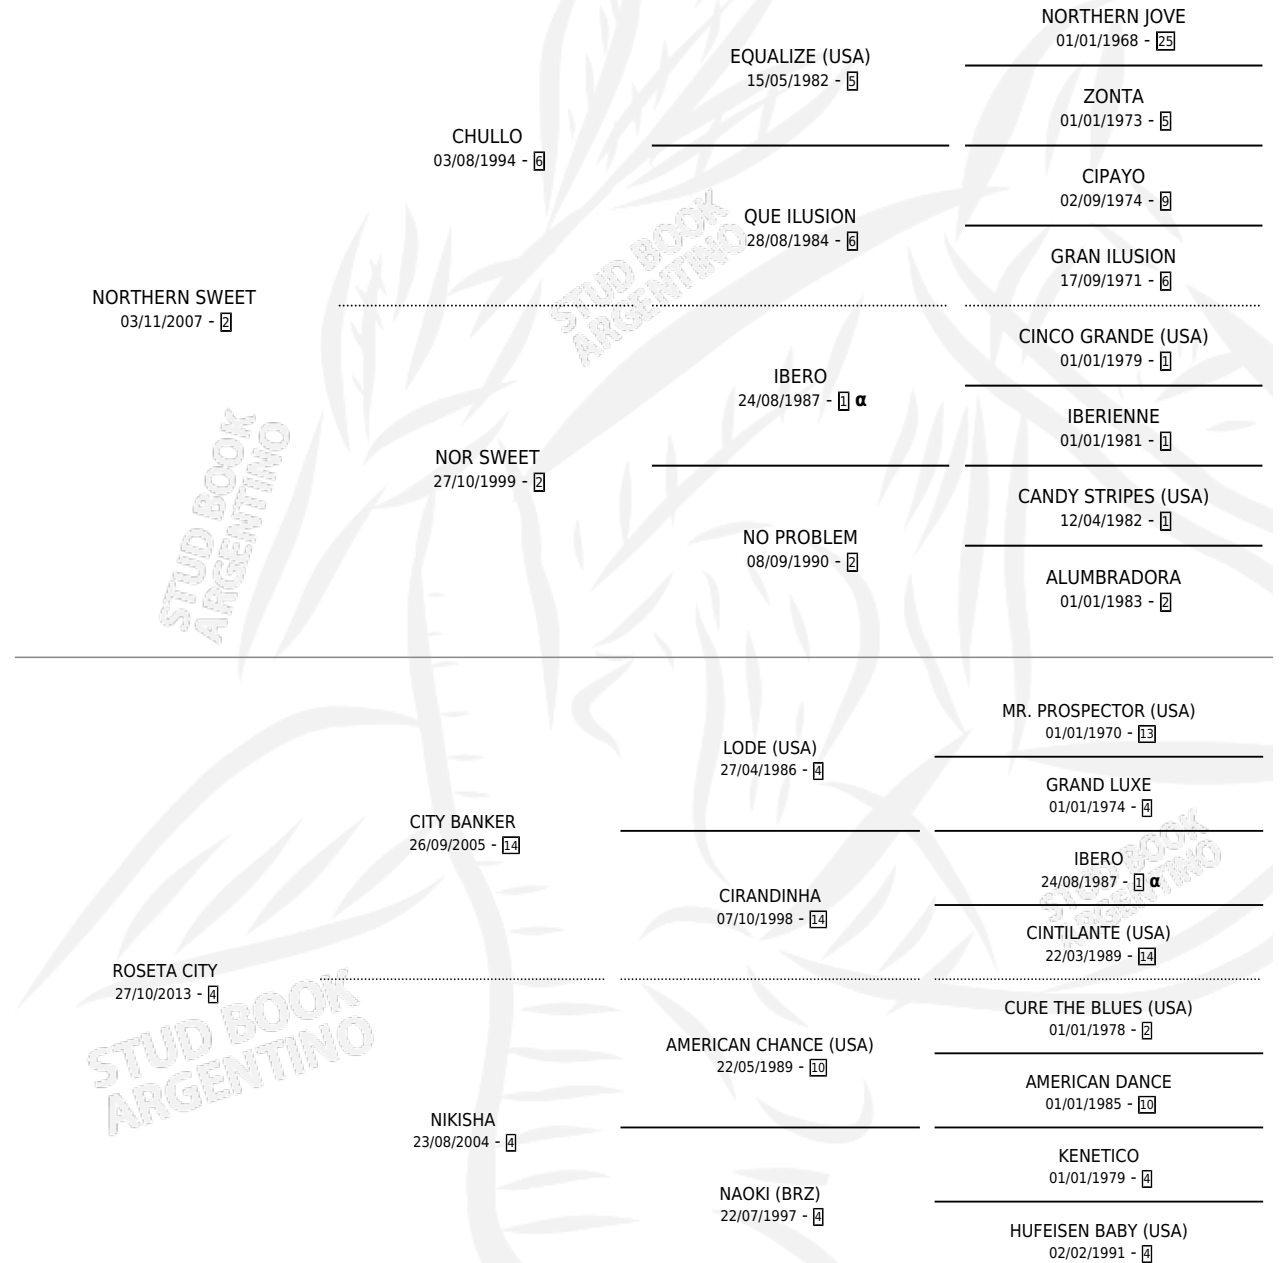 NORTHERN SWEET
03/11/2007 - 2
CHULLO
03/08/1994 - 6
EQUALIZE (USA)
15/05/1982 - 5
NORTHERN JOVE
01/01/1968 - 25
ZONTA
01/01/1973 - 5
QUE ILUSION
28/08/1984 - 6
CIPAYO
02/09/1974 - 9
GRAN ILUSION
17/09/1971 - 6
NOR SWEET
27/10/1999 - 2
IBERO
24/08/1987 - 1 α
CINCO GRANDE (USA)
01/01/1979 - 1
IBERIENNE
01/01/1981 - 1
NO PROBLEM
08/09/1990 - 2
CANDY STRIPES (USA)
12/04/1982 - 1
ALUMBRADORA
01/01/1983 - 2
ROSETA CITY
27/10/2013 - 4
CITY BANKER
26/09/2005 - 14
LODE (USA)
27/04/1986 - 4
MR. PROSPECTOR (USA)
01/01/1970 - 13
GRAND LUXE
01/01/1974 - 4
CIRANDINHA
07/10/1998 - 14
IBERO
24/08/1987 - 1 α
CINTILANTE (USA)
22/03/1989 - 14
NIKISHA
23/08/2004 - 4
AMERICAN CHANCE (USA)
22/05/1989 - 10
CURE THE BLUES (USA)
01/01/1978 - 2
AMERICAN DANCE
01/01/1985 - 10
NAOKI (BRZ)
22/07/1997 - 4
KENETICO
01/01/1979 - 4
HUFEISEN BABY (USA)
02/02/1991 - 4
STUD BOOK
ARGENTINO
STUD BOOK
ARGENTINO
STUD BOOK
ARGENTINO
STUD BOOK
ARGENTINO